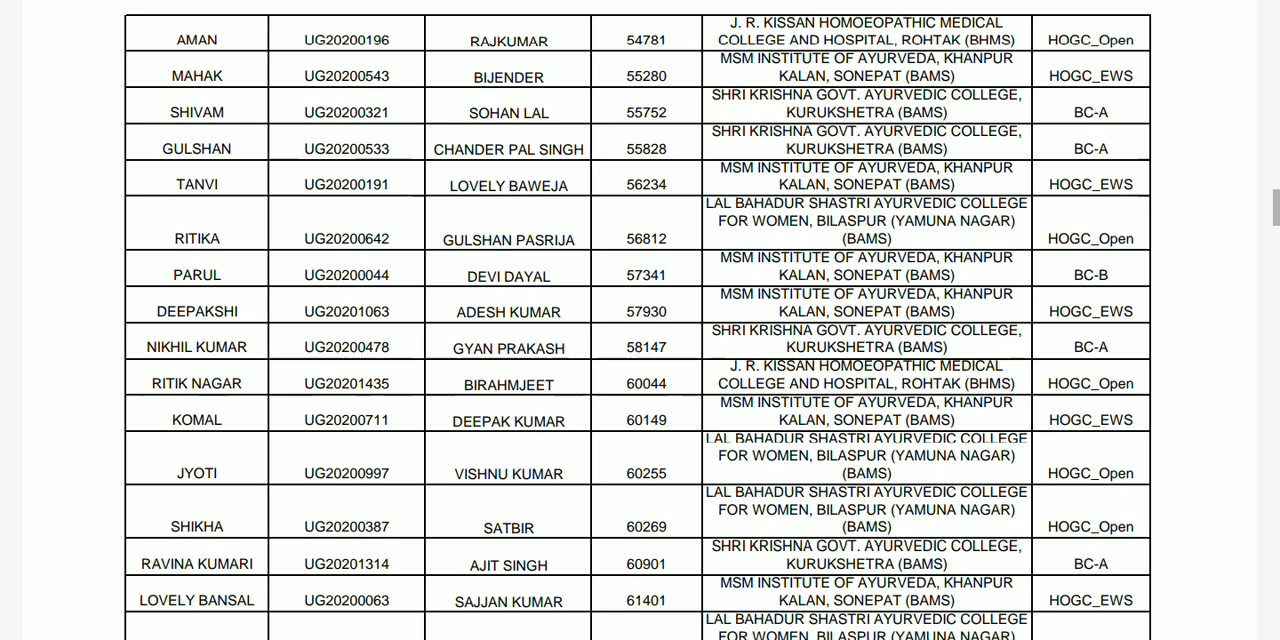 J. R. KISSAN HOMOEOPATHIC MEDICAL
AMAN UG20200196 RAJKUMAR 54781 COLLEGE AND HOSPITAL, ROHTAK (BHMS) HOGC_Open
MSM INSTITUTE OF AYURVEDA, KHANPUR
MAHAK UG20200543 BIJENDER 55280 KALAN, SONEPAT (BAMS) HOGC_EWS
SHRI KRISHNA GOVT. AYURVEDIC COLLEGE,
SHIVAM UG20200321 SOHAN LAL 55752 KURUKSHETRA (BAMS) BC-A
SHRI KRISHNA GOVT. AYURVEDIC COLLEGE,
GULSHAN UG20200533 CHANDER PAL SINGH 55828 KURUKSHETRA (BAMS) BC-A
MSM INSTITUTE OF AYURVEDA, KHANPUR
TANVI UG20200191 LOVELY BAWEJA 56234 KALAN, SONEPAT (BAMS) HOGC_EWS
LAL BAHADUR SHASTRI AYURVEDIC COLLEGE
FOR WOMEN, BILASPUR (YAMUNA NAGAR)
RITIKA UG20200642 GULSHAN PASRIJA 56812 (BAMS) HOGC_Open
MSM INSTITUTE OF AYURVEDA, KHANPUR
PARUL UG20200044 DEVI DAYAL 57341 KALAN, SONEPAT (BAMS) BC-B
MSM INSTITUTE OF AYURVEDA, KHANPUR
DEEPAKSHI UG20201063 ADESH KUMAR 57930 KALAN, SONEPAT (BAMS) HOGC_EWS
SHRI KRISHNA GOVT. AYURVEDIC COLLEGE,
NIKHIL KUMAR UG20200478 GYAN PRAKASH 58147 KURUKSHETRA (BAMS) BC-A
J. R. KISSAN HOMOEOPATHIC MEDICAL
RITIK NAGAR UG20201435 BIRAHMJEET 60044 COLLEGE AND HOSPITAL, ROHTAK (BHMS) HOGC_Open
MSM INSTITUTE OF AYURVEDA, KHANPUR
KOMAL UG20200711 DEEPAK KUMAR 60149 KALAN, SONEPAT (BAMS) HOGC_EWS
LAL BAHADUR SHASTRI AYURVEDIC COLLEGE
FOR WOMEN, BILASPUR (YAMUNA NAGAR)
JYOTI UG20200997 VISHNU KUMAR 60255 (BAMS) HOGC_Open
LAL BAHADUR SHASTRI AYURVEDIC COLLEGE
FOR WOMEN, BILASPUR (YAMUNA NAGAR)
SHIKHA UG20200387 SATBIR 60269 (BAMS) HOGC_Open
SHRI KRISHNA GOVT. AYURVEDIC COLLEGE,
RAVINA KUMARI UG20201314 AJIT SINGH 60901 KURUKSHETRA (BAMS) BC-A
MSM INSTITUTE OF AYURVEDA, KHANPUR
LOVELY BANSAL UG20200063 SAJJAN KUMAR 61401 KALAN, SONEPAT (BAMS) HOGC_EWS
LAL BAHADUR SHASTRI AYURVEDIC COLLEGE
FOR WOMEN, BILASPUR (YAMUNA NAGAR)